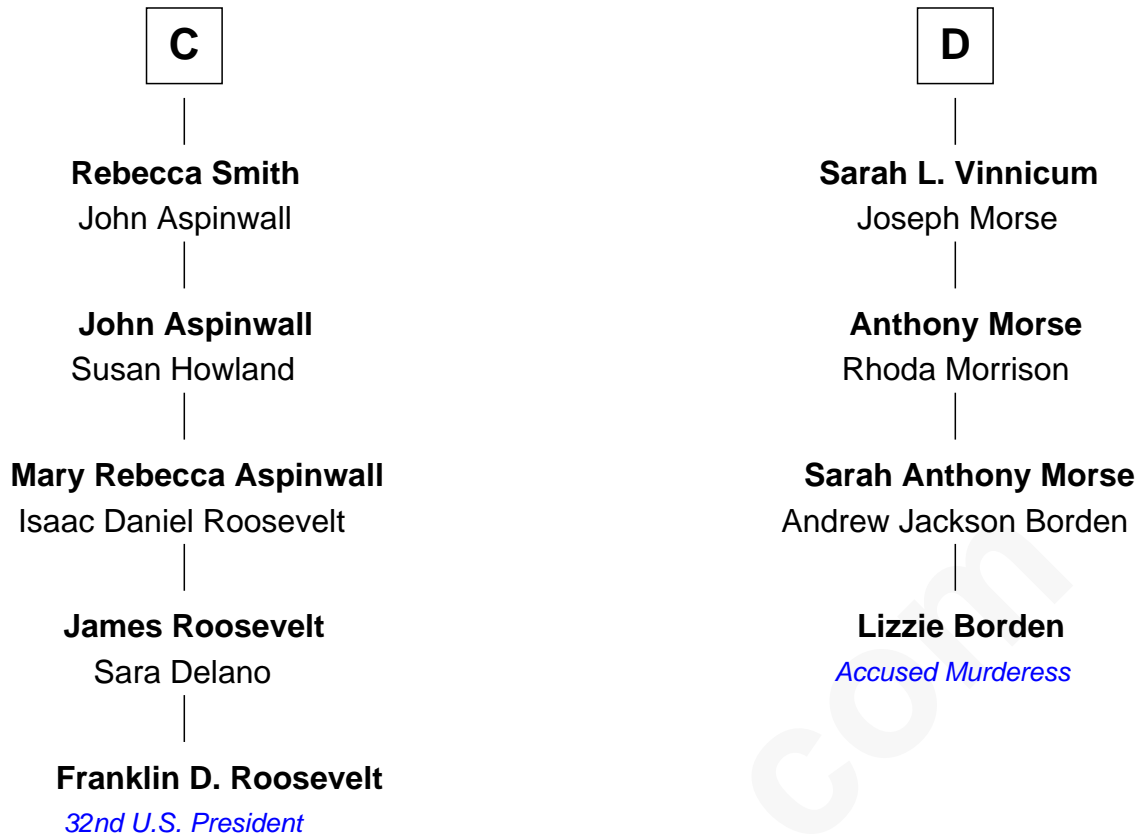 C
Rebecca Smith
John Aspinwall
John Aspinwall
Susan Howland
Mary Rebecca Aspinwall
Isaac Daniel Roosevelt
James Roosevelt
Sara Delano
Franklin D. Roosevelt
32nd U.S. President
D
Sarah L. Vinnicum
Joseph Morse
Anthony Morse
Rhoda Morrison
Sarah Anthony Morse
Andrew Jackson Borden
Lizzie Borden
Accused Murderess
com